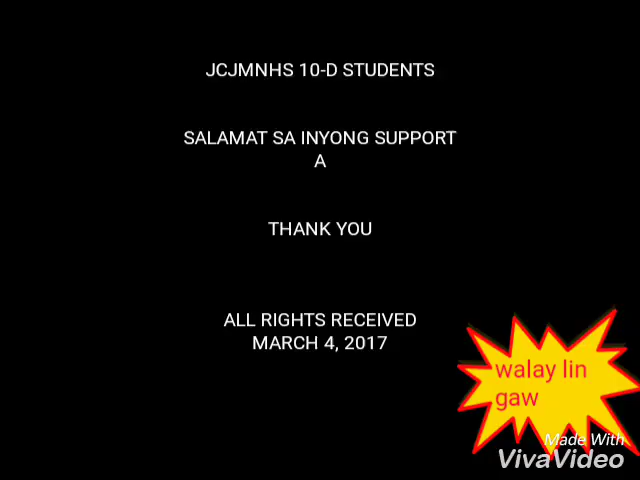 JCJMNHS 10-D STUDENTS
SALAMAT SA INYONG SUPPORT
A
THANK YOU
ALL RIGHTS RECEIVED
MARCH 4, 2017
walay lin
gaw
Made With
VivaVideo